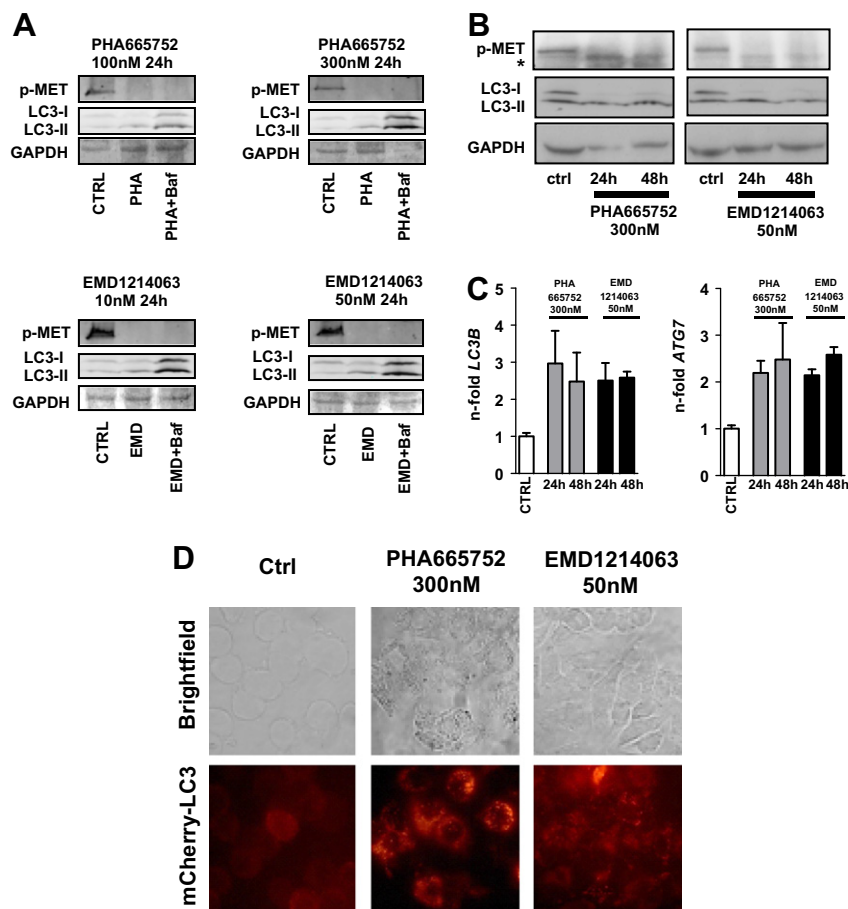 A
PHA665752
100nM 24h
p-MET
LC3-I
LC3-II
GAPDH
CTRL
PHA
PHA+Baf
PHA665752
300nM 24h
p-MET
LC3-I
LC3-II
GAPDH
CTRL
PHA
PHA+Baf
EMD1214063
10nM 24h
p-MET
LC3-I
LC3-II
GAPDH
CTRL
EMD
EMD+Baf
EMD1214063
50nM 24h
p-MET
LC3-I
LC3-II
GAPDH
CTRL
EMD
EMD+Baf
B
p-MET
*
LC3-I
LC3-II
GAPDH
ctrl 24h 48h
PHA665752
300nM
ctrl 24h 48h
EMD1214063
50nM
C
n-fold LC3B
5
4
3
2
1
0
PHA
665752
300nM
EMD
1214063
50nM
CTRL
24h 48h 24h 48h
n-fold ATG7
4
3
2
1
0
PHA
665752
300nM
EMD
1214063
50nM
CTRL
24h 48h 24h 48h
D
Ctrl
PHA665752
300nM
EMD1214063
50nM
Brightfield
mCherry-LC3